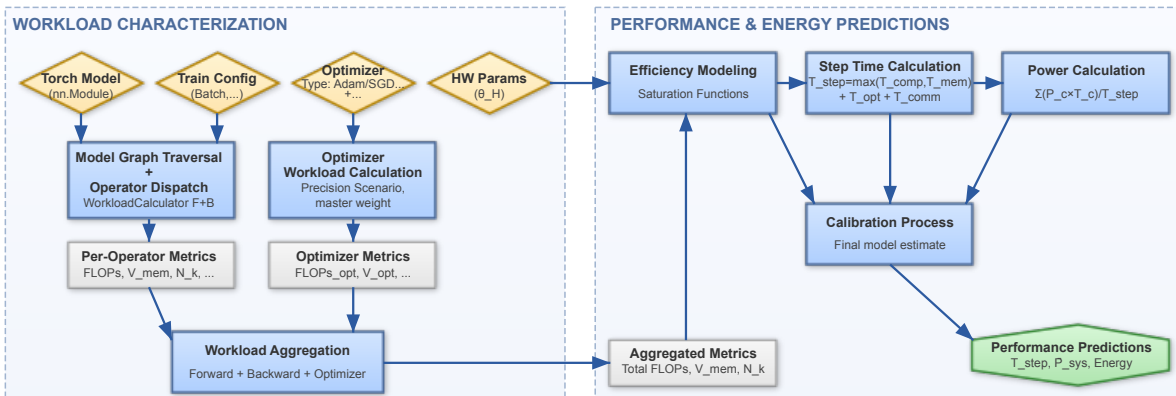 WORKLOAD CHARACTERIZATION
Torch Model
(nn.Module)
Train Config
(Batch,...)
Optimizer
Type: Adam/SGD...
+...
HW Params
(θ_H)
Model Graph Traversal
+
Operator Dispatch
WorkloadCalculator F+B
Optimizer
Workload Calculation
Precision Scenario,
master weight
Per-Operator Metrics
FLOPs, V_mem, N_k, ...
Optimizer Metrics
FLOPs_opt, V_opt, ...
Workload Aggregation
Forward + Backward + Optimizer
PERFORMANCE & ENERGY PREDICTIONS
Efficiency Modeling
Saturation Functions
Step Time Calculation
T_step=max(T_comp,T_mem)
+ T_opt + T_comm
Power Calculation
Σ(P_c×T_c)/T_step
Calibration Process
Final model estimate
Aggregated Metrics
Total FLOPs, V_mem, N_k
Performance Predictions
T_step, P_sys, Energy